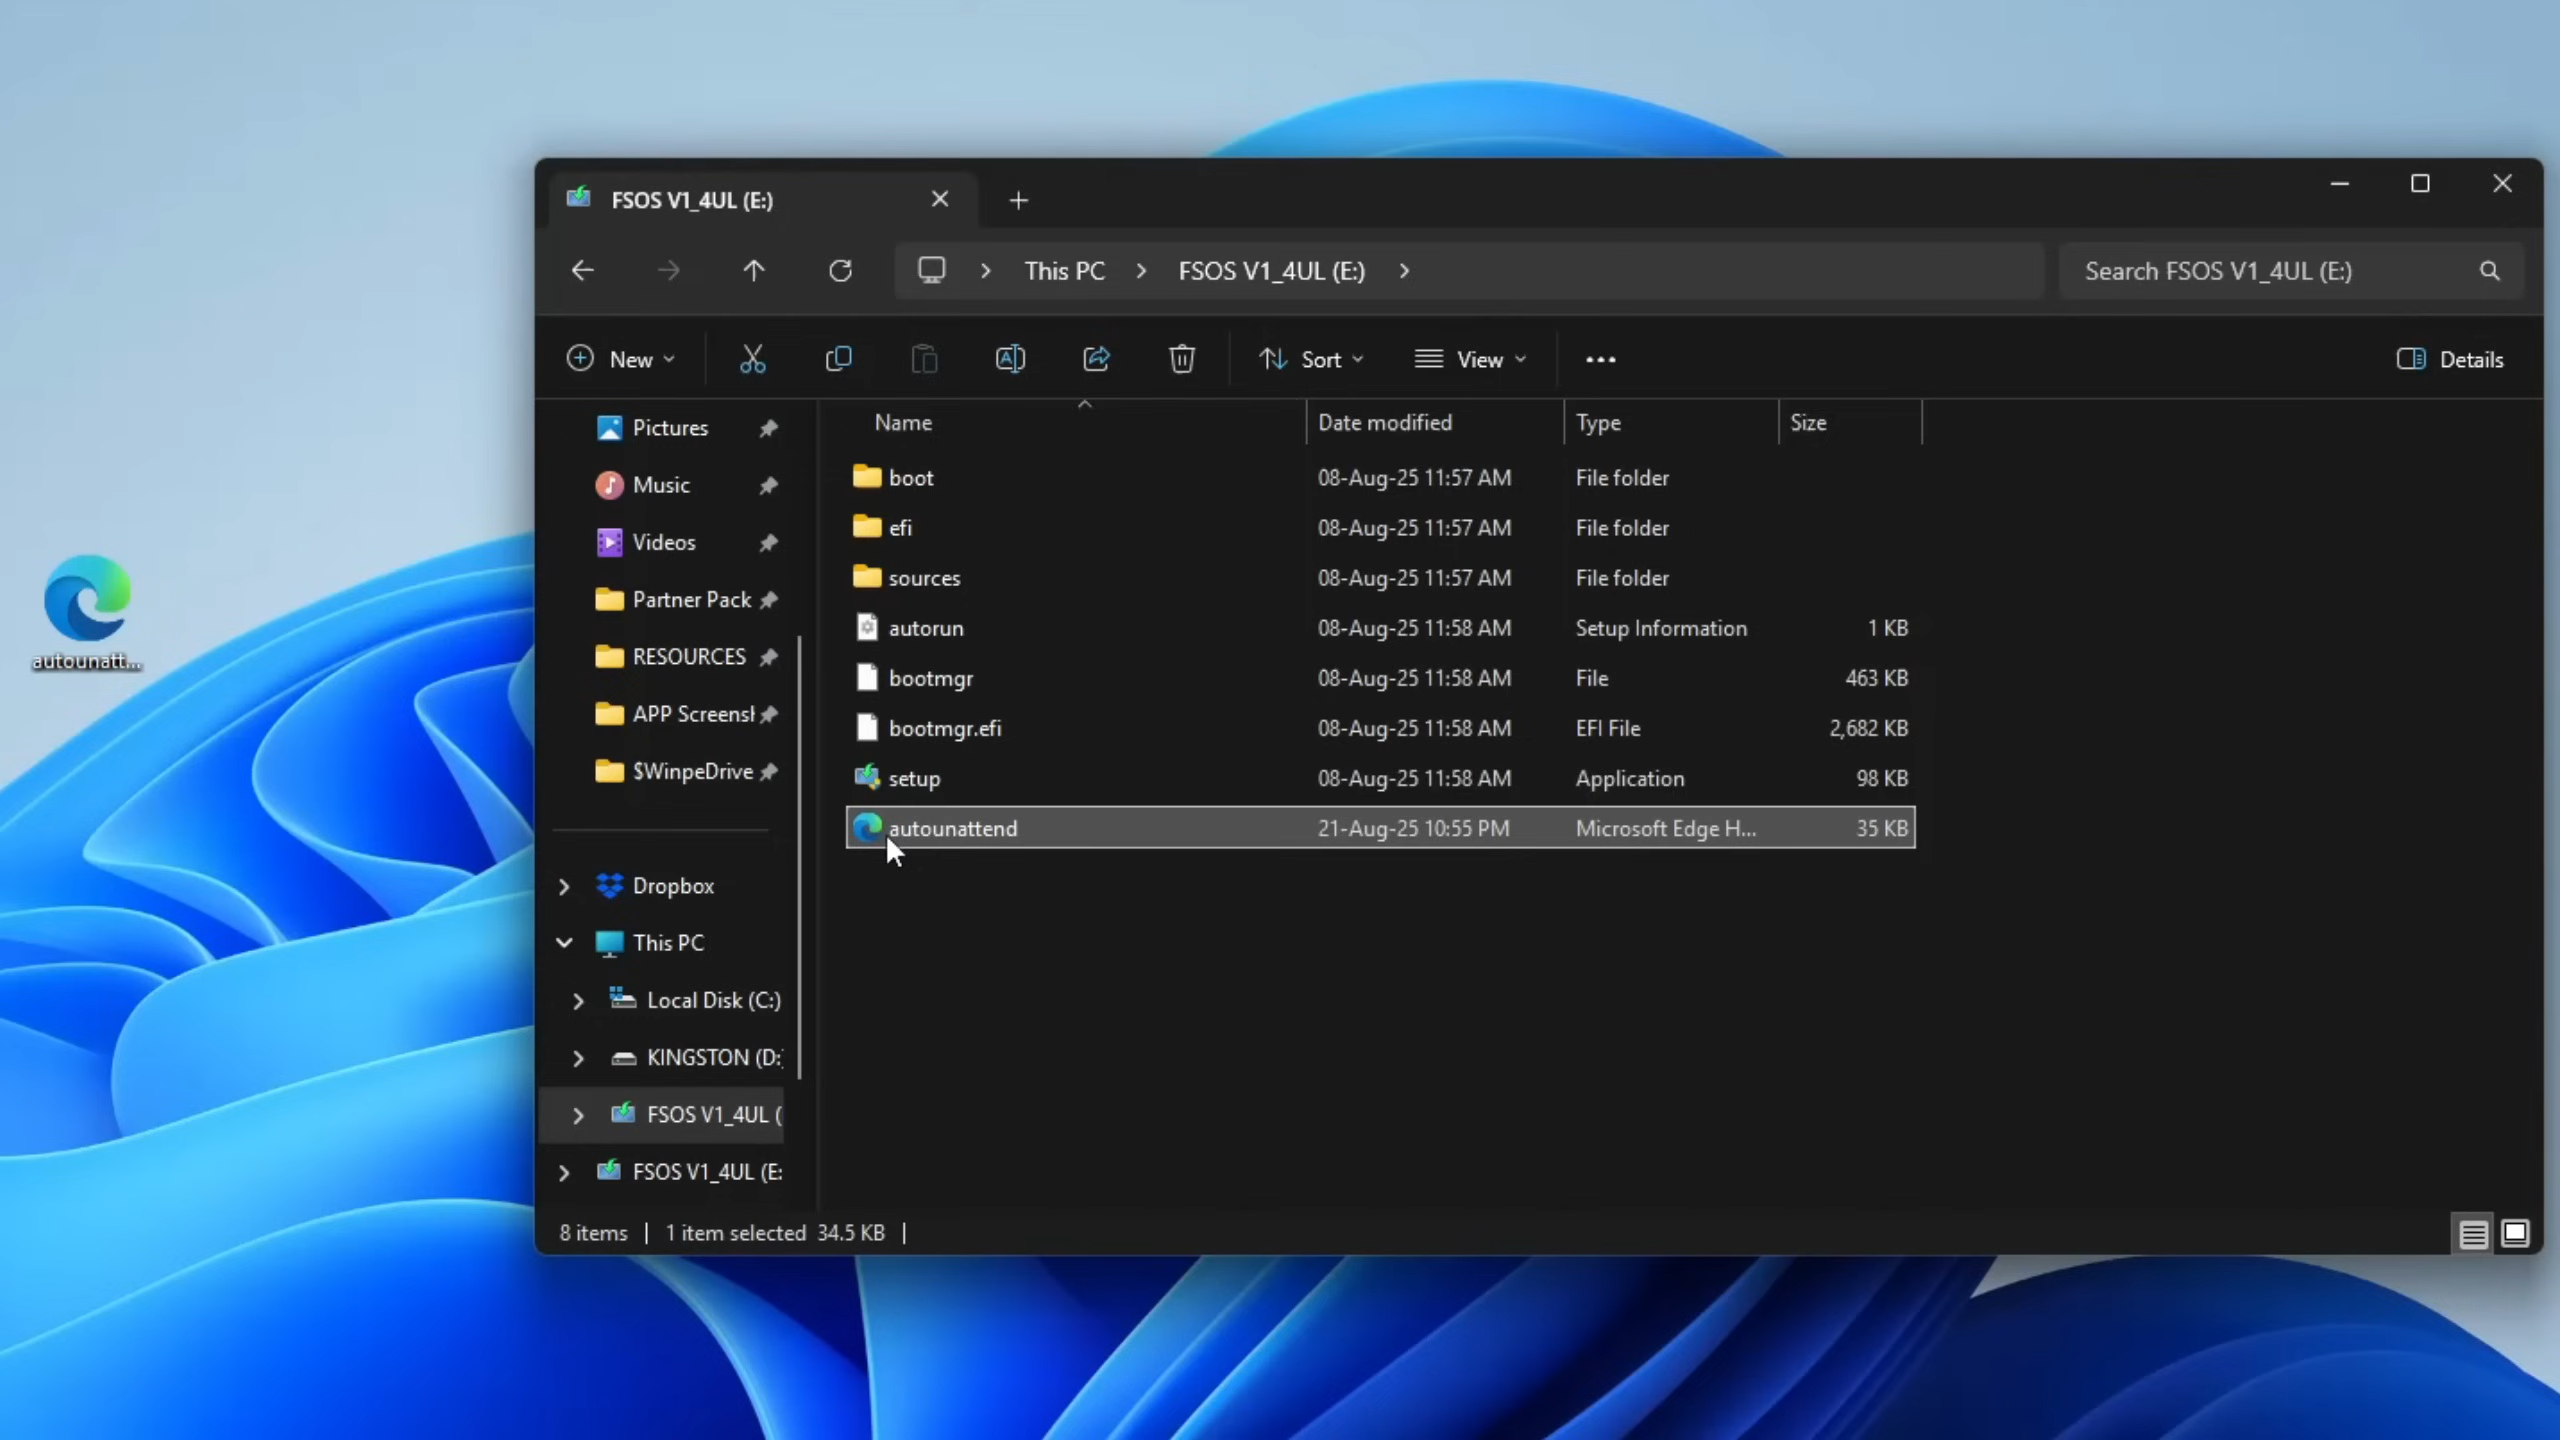 autounatt...
FSOS V1_4UL (E:)
This PC
FSOS V1_4UL (E:)
Search FSOS V1_4UL (E:)
New
Sort
View
Details
Pictures
Music
Videos
Partner Pack
RESOURCES
APP Screensh
$WinpeDrive
Dropbox
This PC
Local Disk (C:)
KINGSTON (D:
FSOS V1_4UL (
FSOS V1_4UL (E:
Name Date modified Type Size
boot 08-Aug-25 11:57 AM File folder
efi 08-Aug-25 11:57 AM File folder
sources 08-Aug-25 11:57 AM File folder
autorun 08-Aug-25 11:58 AM Setup Information 1 KB
bootmgr 08-Aug-25 11:58 AM File 463 KB
bootmgr.efi 08-Aug-25 11:58 AM EFI File 2,682 KB
setup 08-Aug-25 11:58 AM Application 98 KB
autounattend 21-Aug-25 10:55 PM Microsoft Edge H... 35 KB
8 items 1 item selected 34.5 KB